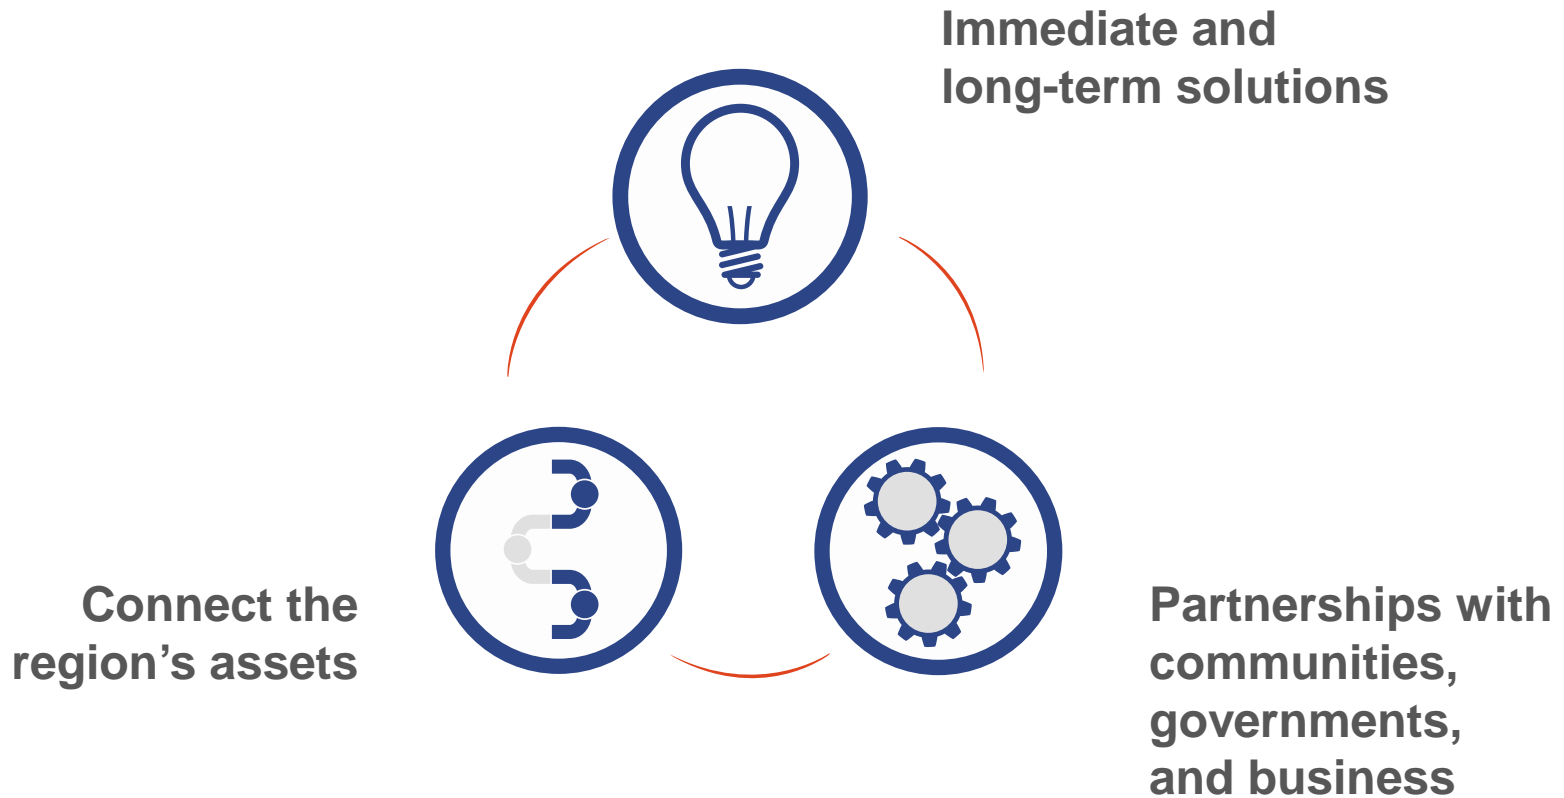 Immediate and
long-term solutions
Connect the
region’s assets
Partnerships with
communities,
governments,
and business